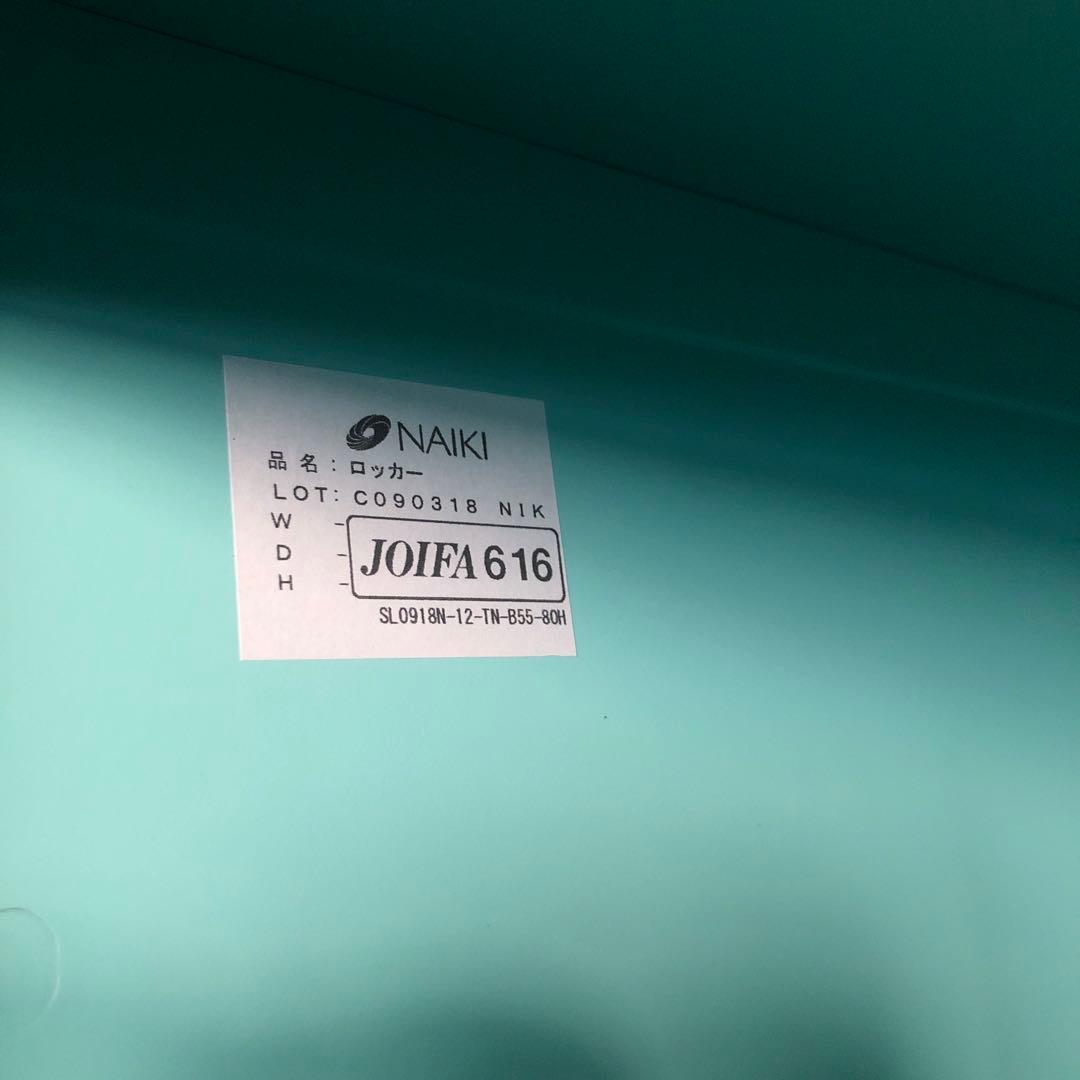 NAIKI
品名：ロッカー
LOT: C090318 NIK
W -
D -
H -
JOIFA 616
SL0918N-12-TN-B55-80H